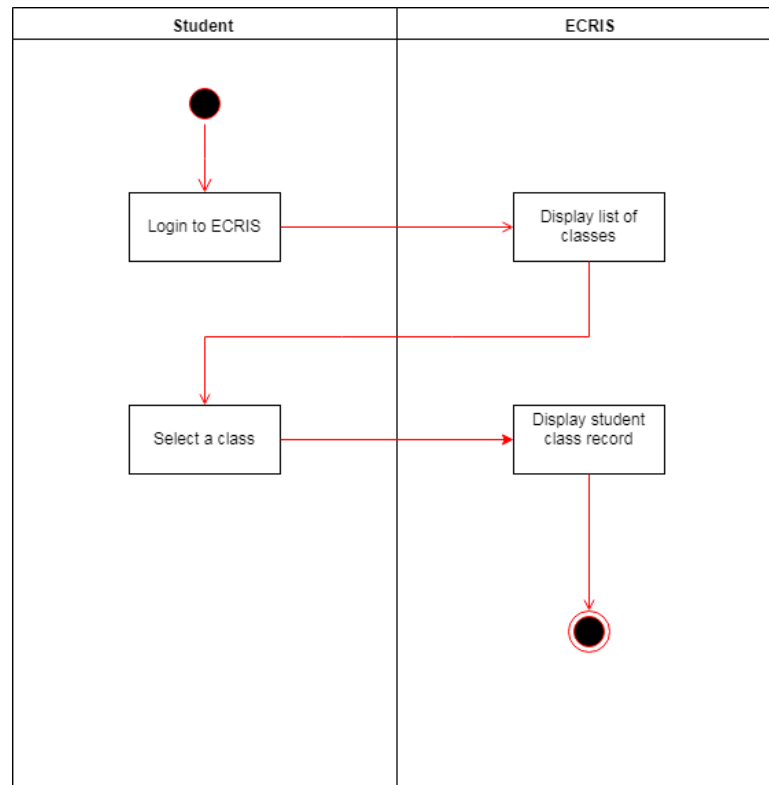 Student
ECRIS
Login to ECRIS
Display list of
classes
Select a class
Display student
class record